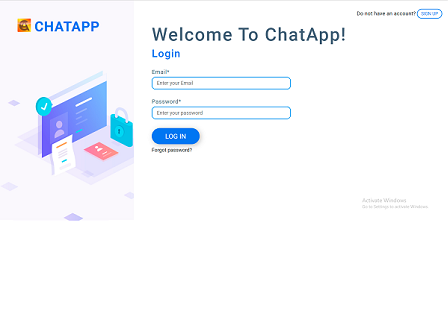 Do not have an account? SIGN UP
CHATAPP
Welcome To ChatApp!
Login
Email*
Enter your Email
Password*
Enter your password
LOG IN
Forgot password?
Activate Windows
Go to Settings to activate Windows.